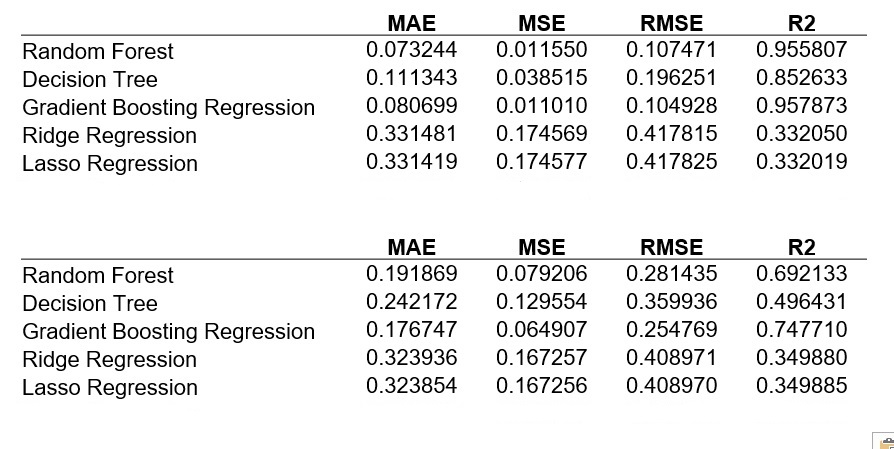 MAE MSE RMSE R2
Random Forest 0.073244 0.011550 0.107471 0.955807
Decision Tree 0.111343 0.038515 0.196251 0.852633
Gradient Boosting Regression 0.080699 0.011010 0.104928 0.957873
Ridge Regression 0.331481 0.174569 0.417815 0.332050
Lasso Regression 0.331419 0.174577 0.417825 0.332019
MAE MSE RMSE R2
Random Forest 0.191869 0.079206 0.281435 0.692133
Decision Tree 0.242172 0.129554 0.359936 0.496431
Gradient Boosting Regression 0.176747 0.064907 0.254769 0.747710
Ridge Regression 0.323936 0.167257 0.408971 0.349880
Lasso Regression 0.323854 0.167256 0.408970 0.349885